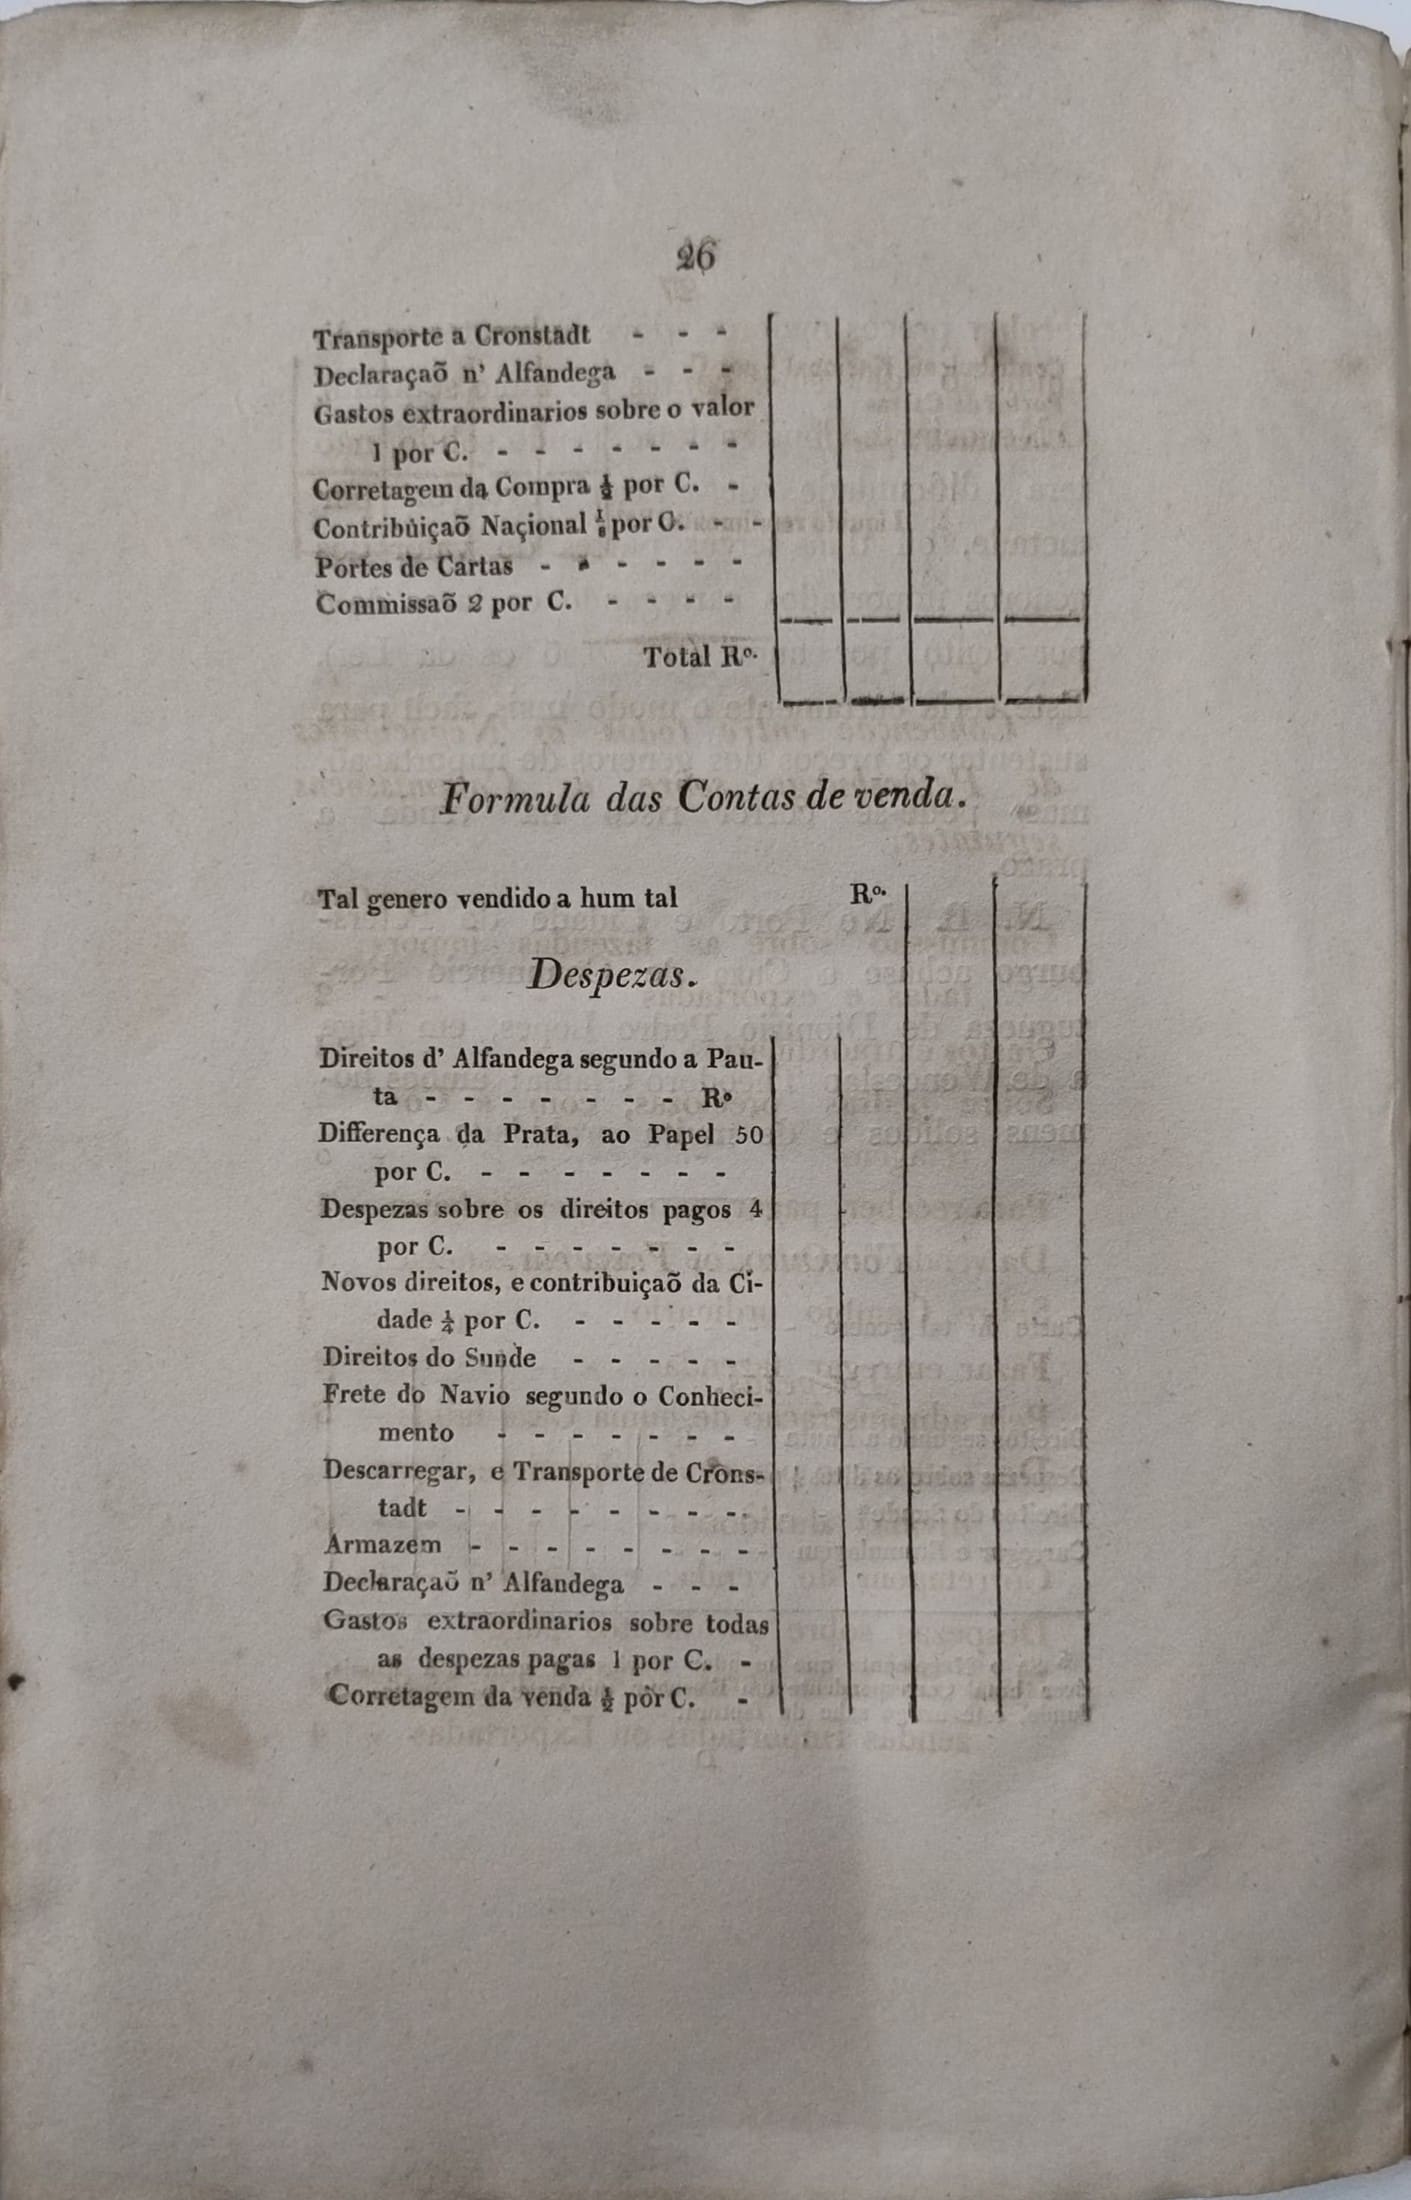 26
Transporte a Cronstadt - - -
Declaraçaõ n' Alfandega - - -
Gastos extraordinarios sobre o valor
1 por C. - - - - - - -
Corretagem da Compra ½ por C. -
Contribuiçaõ Naçional ⅛ por C. - -
Portes de Cartas - - - - - -
Commissaõ 2 por C. - - - -
Total Rº.
Formula das Contas de venda.
Tal genero vendido a hum tal Rº.
Despezas.
Direitos d' Alfandega segundo a Pau-
ta - - - - - - - Rº
Differença da Prata, ao Papel 50
por C. - - - - - - -
Despezas sobre os direitos pagos 4
por C. - - - - - - -
Novos direitos, e contribuiçaõ da Ci-
dade ¼ por C. - - - - -
Direitos do Sunde - - - - -
Frete do Navio segundo o Conheci-
mento - - - - - - -
Descarregar, e Transporte de Crons-
tadt - - - - - - - -
Armazem - - - - - - - -
Declaraçaõ n' Alfandega - - -
Gastos extraordinarios sobre todas
as despezas pagas 1 por C. -
Corretagem da venda ½ por C. -